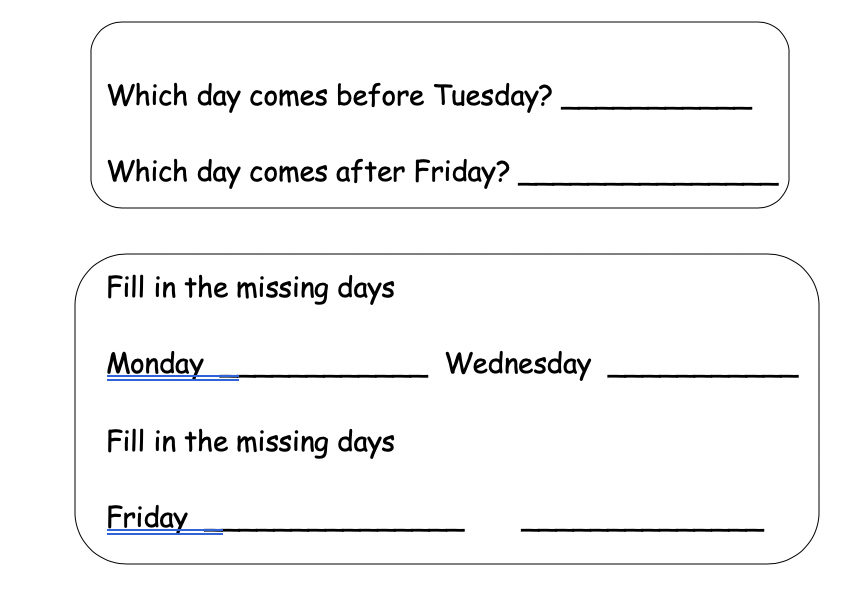 Which day comes before Tuesday? ___________
Which day comes after Friday? _______________
Fill in the missing days
Monday ____________ Wednesday ___________
Fill in the missing days
Friday _______________ ______________